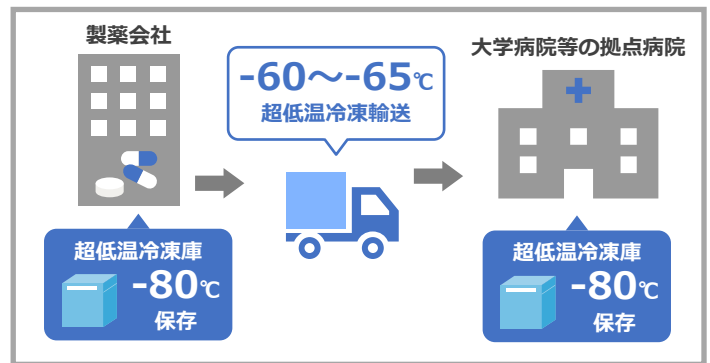 製薬会社
-60～-65℃
超低温冷凍輸送
大学病院等の拠点病院
超低温冷凍庫
-80℃
保存
超低温冷凍庫
-80℃
保存